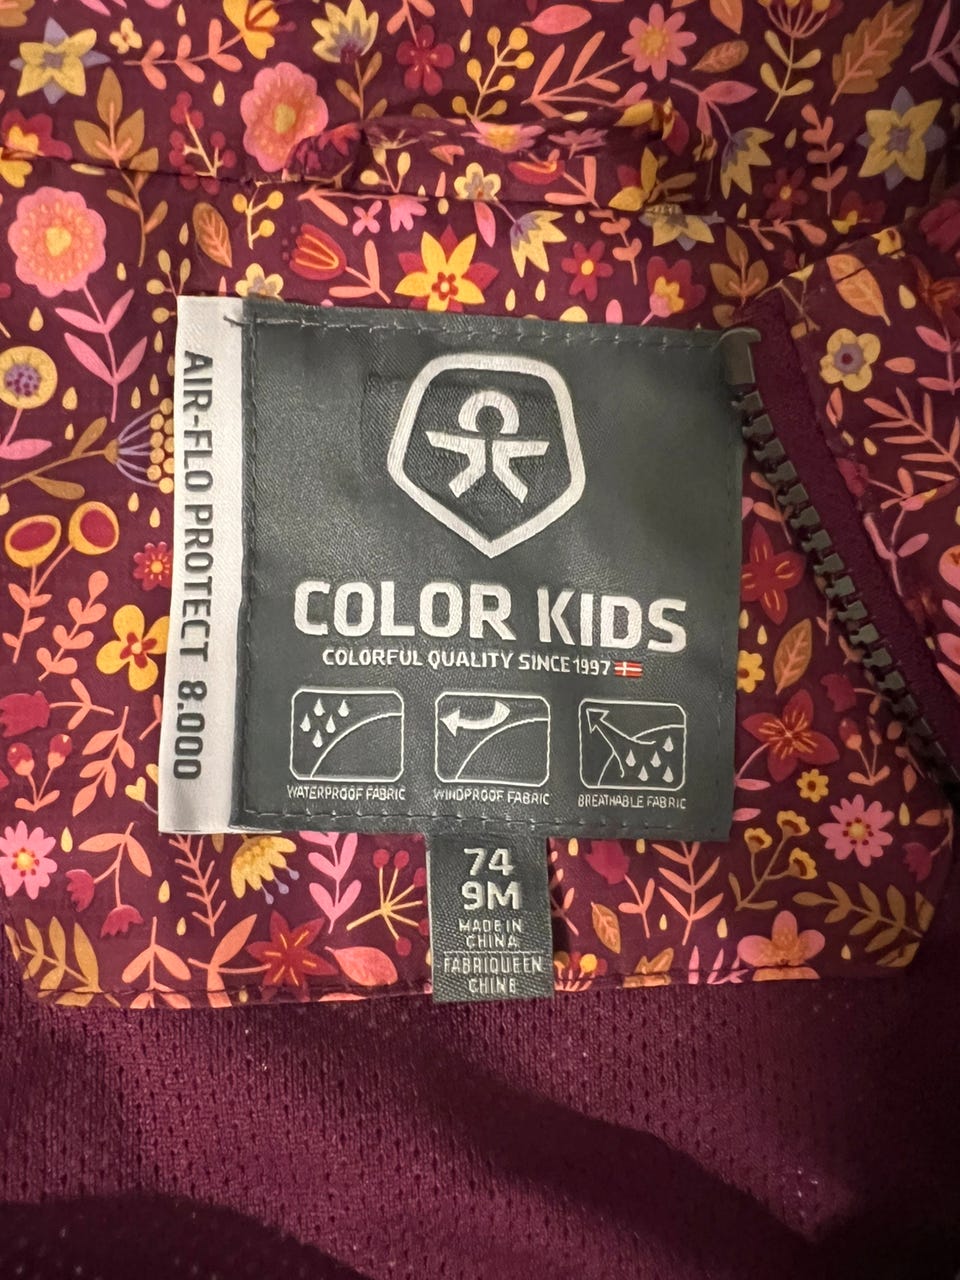 AIR-FLO PROTECT 8.000
COLOR KIDS
COLORFUL QUALITY SINCE 1997
WATERPROOF FABRIC
WINDPROOF FABRIC
BREATHABLE FABRIC
74
9M
MADE IN
CHINA
FABRIQUEEN
CHINE